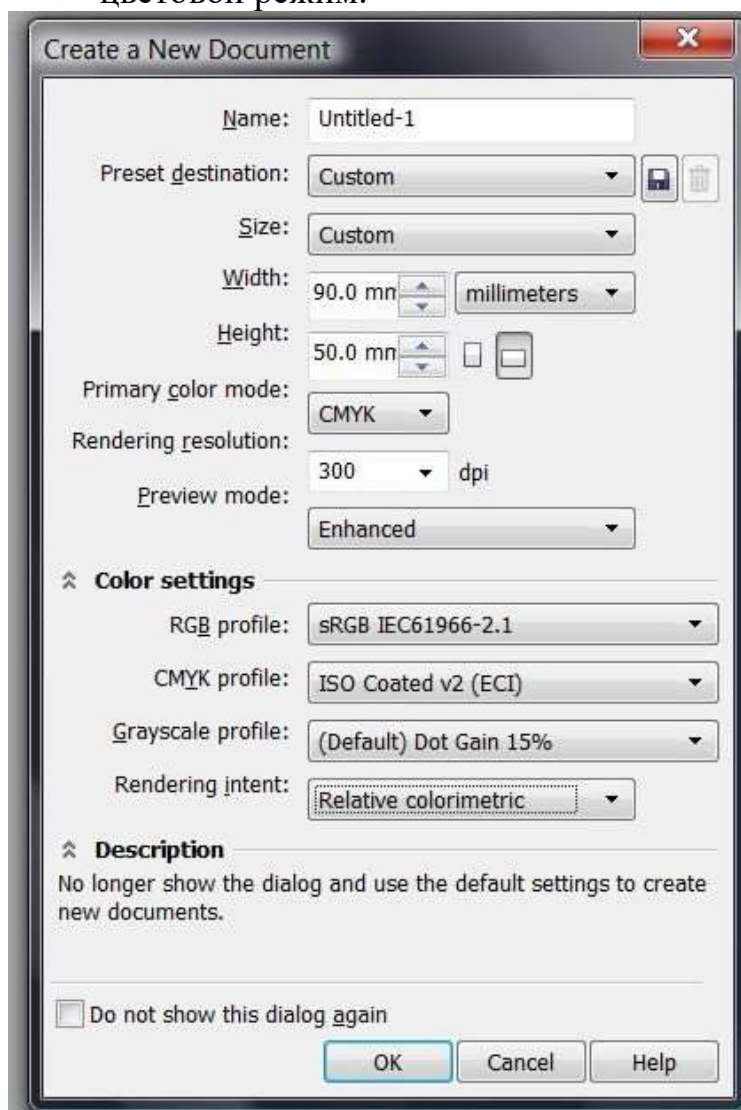 цветовой режим.
Create a New Document
Name: Untitled-1
Preset destination: Custom
Size: Custom
Width: 90.0 mm millimeters
Height: 50.0 mm
Primary color mode: CMYK
Rendering resolution: 300 dpi
Preview mode: Enhanced
Color settings
RGB profile: sRGB IEC61966-2.1
CMYK profile: ISO Coated v2 (ECI)
Grayscale profile: (Default) Dot Gain 15%
Rendering intent: Relative colorimetric
Description
No longer show the dialog and use the default settings to create
new documents.
Do not show this dialog again
OK Cancel Help